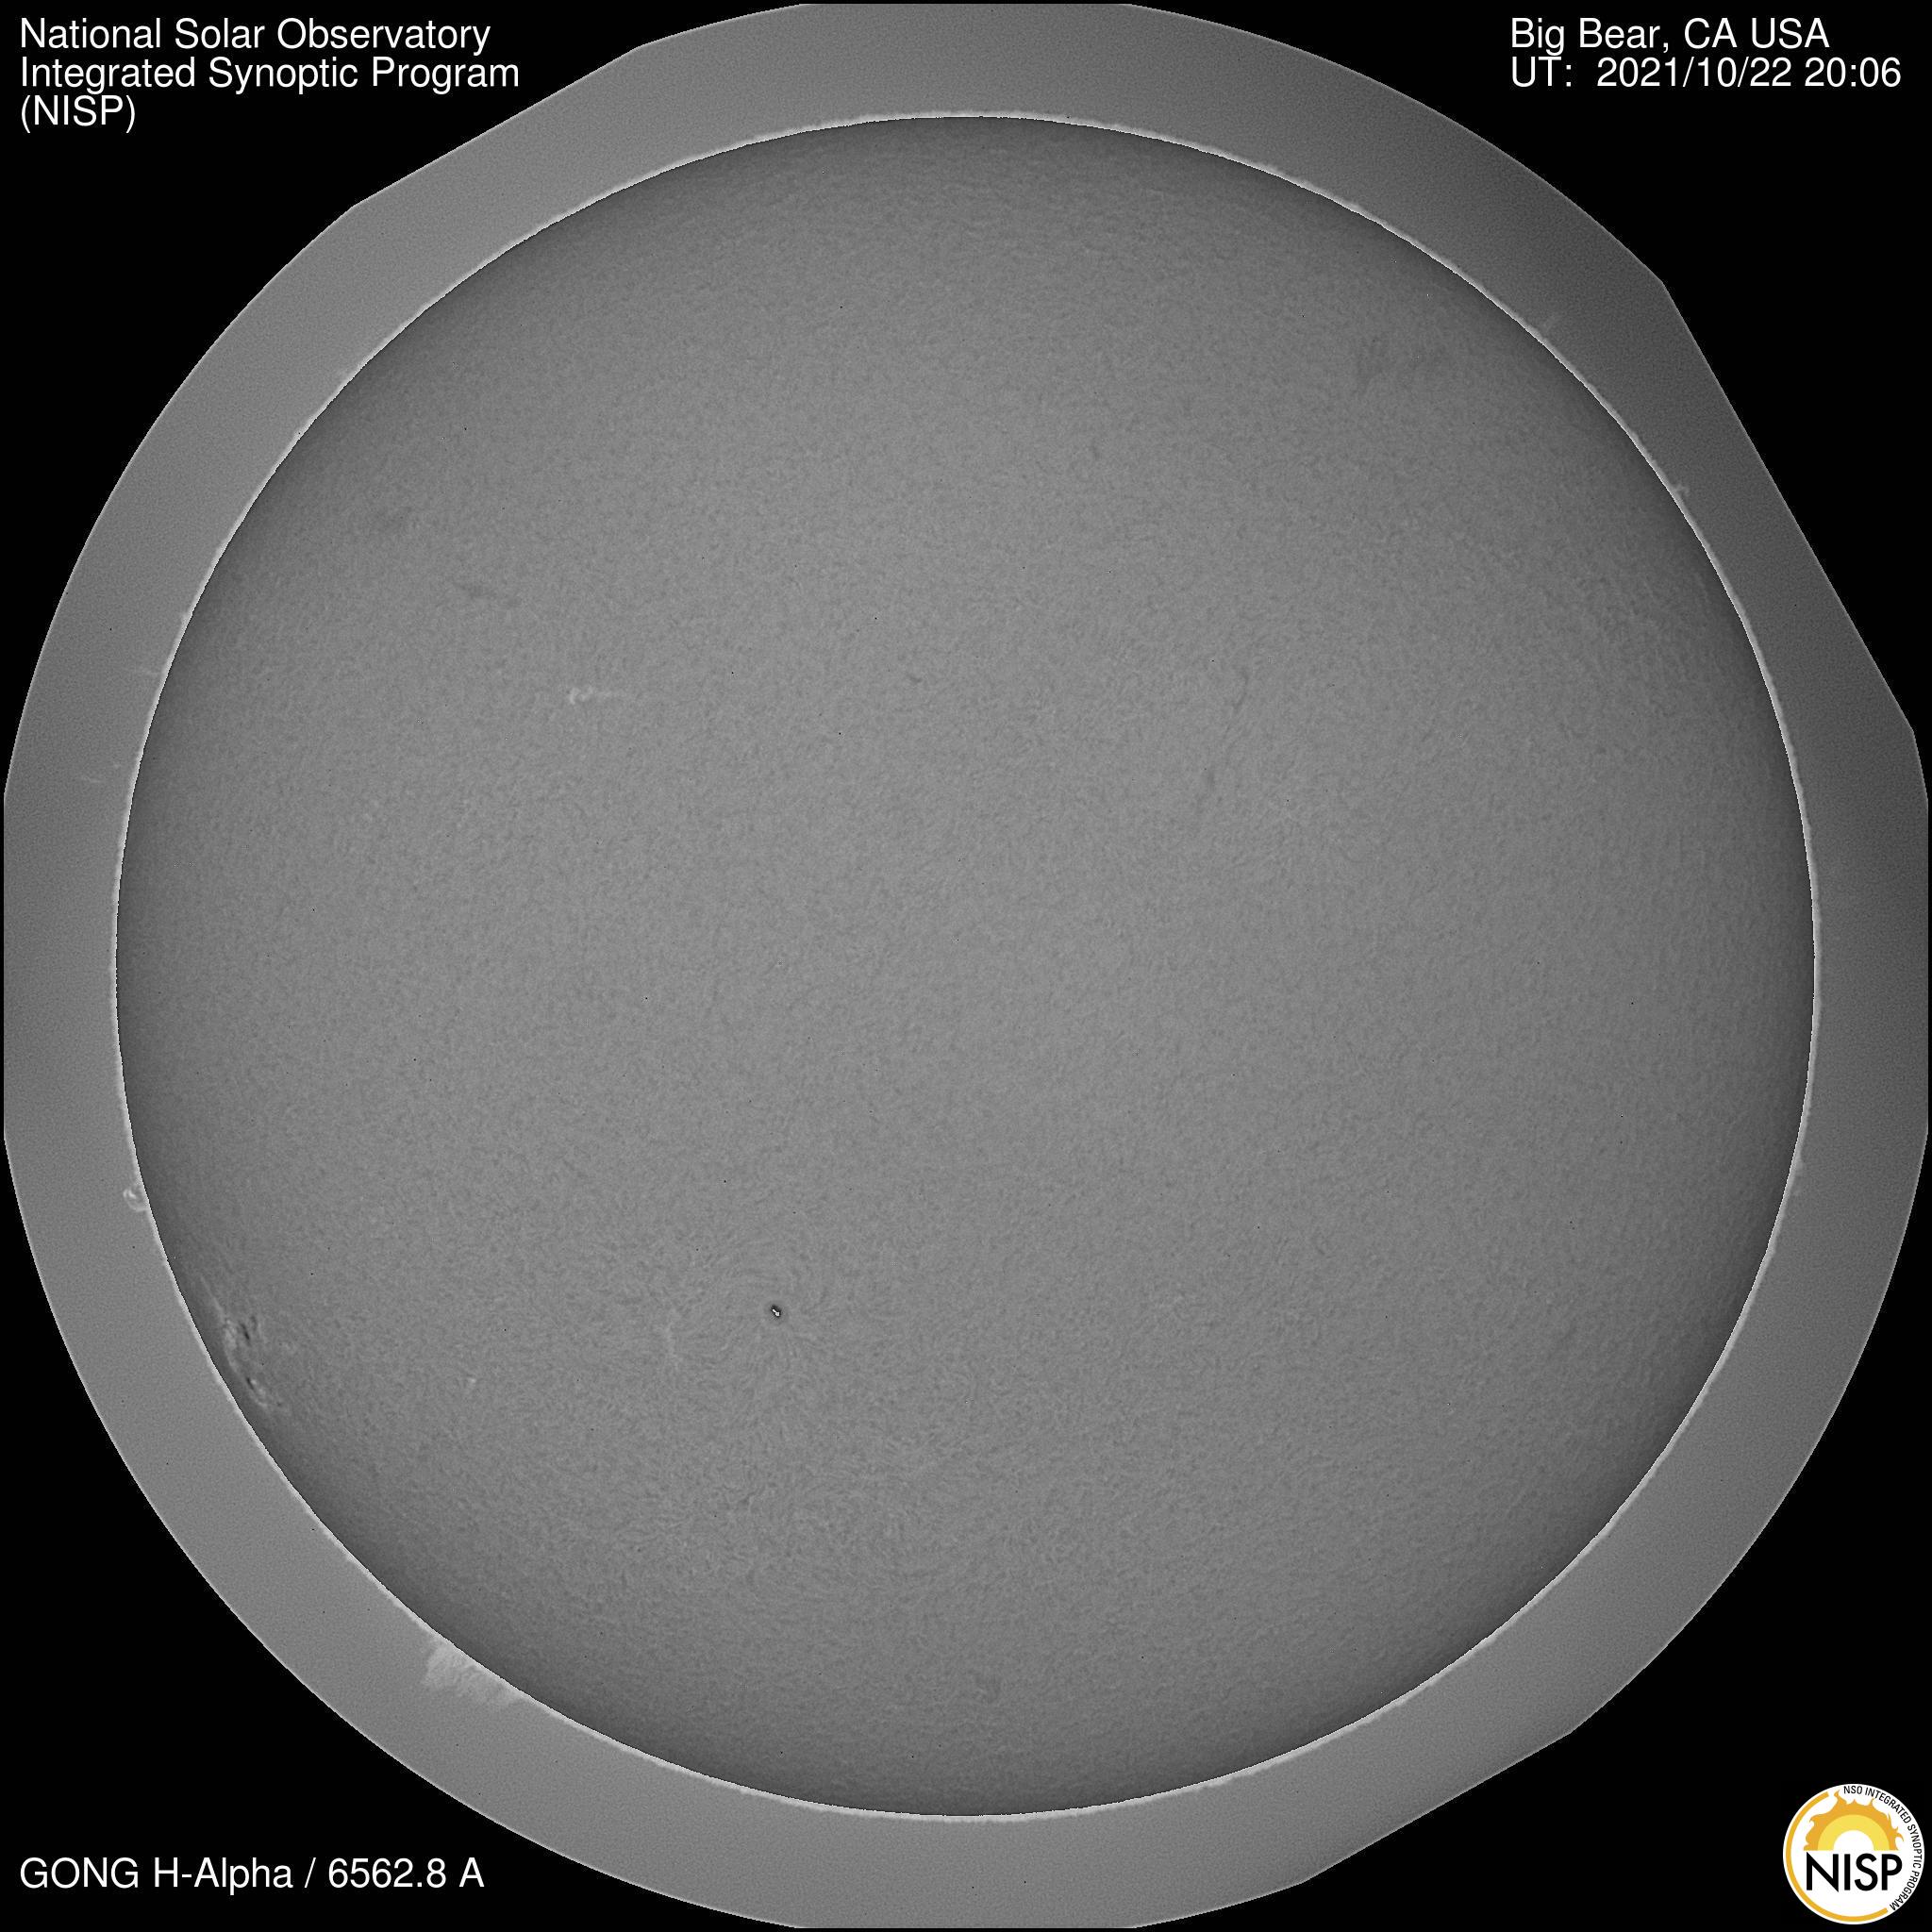 National Solar Observatory
Integrated Synoptic Program
(NISP)
Big Bear, CA USA
UT: 2021/10/22 20:06
GONG H-Alpha / 6562.8 A
NSO INTEGRATED SYNOPTIC PROGRAM
NISP